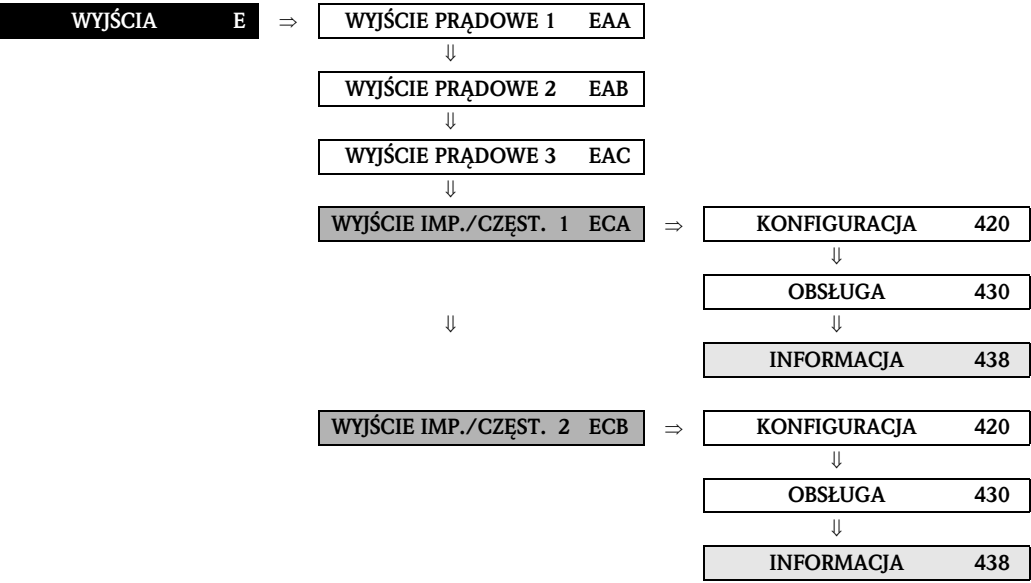 WYJŚCIA E ⇒ WYJŚCIE PRĄDOWE 1 EAA
⇓
WYJŚCIE PRĄDOWE 2 EAB
⇓
WYJŚCIE PRĄDOWE 3 EAC
⇓
WYJŚCIE IMP./CZĘST. 1 ECA ⇒ KONFIGURACJA 420
⇓
OBSŁUGA 430
⇓ ⇓
INFORMACJA 438
WYJŚCIE IMP./CZĘST. 2 ECB ⇒ KONFIGURACJA 420
⇓
OBSŁUGA 430
⇓
INFORMACJA 438